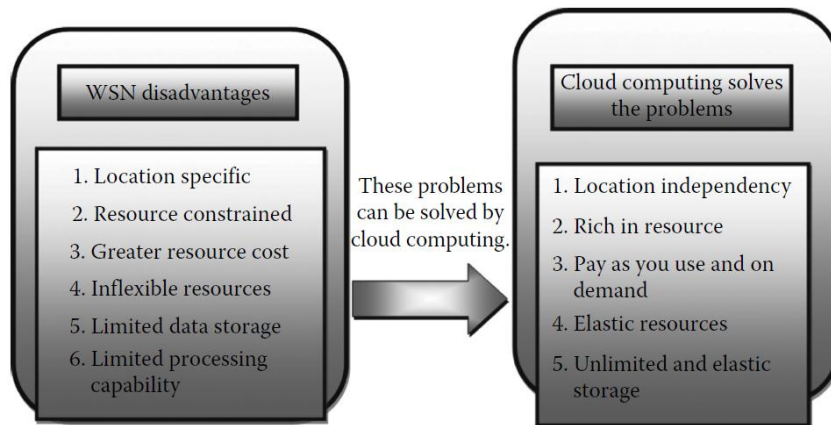 WSN disadvantages
1. Location specific
2. Resource constrained
3. Greater resource cost
4. Inflexible resources
5. Limited data storage
6. Limited processing
capability
These problems
can be solved by
cloud computing.
Cloud computing solves
the problems
1. Location independency
2. Rich in resource
3. Pay as you use and on
demand
4. Elastic resources
5. Unlimited and elastic
storage